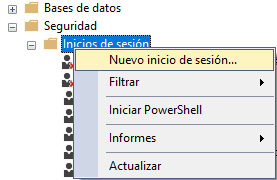 Bases de datos
Seguridad
Inicios de sesión
Nuevo inicio de sesión...
Filtrar
Iniciar PowerShell
Informes
Actualizar